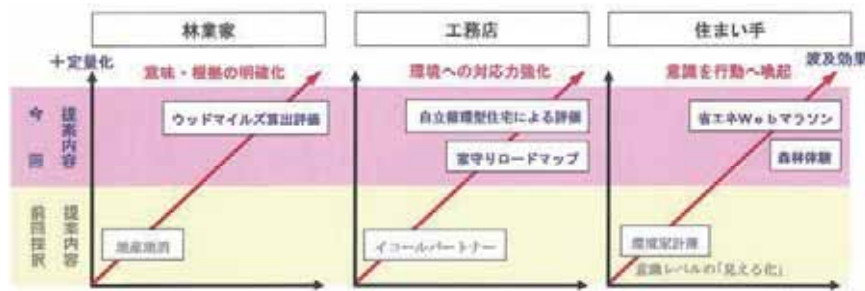 林業家
工務店
住まい手
＋定量化
意味・根拠の明確化
環境への対応力強化
意識を行動へ喚起
波及効果
今回
提案内容
ウッドマイルズ算出評価
自立循環型住宅による評価
家守りロードマップ
省エネWebマラソン
森林体験
前回採択
提案内容
地産地消
イコールパートナー
環境家計簿
意識レベルの「見える化」